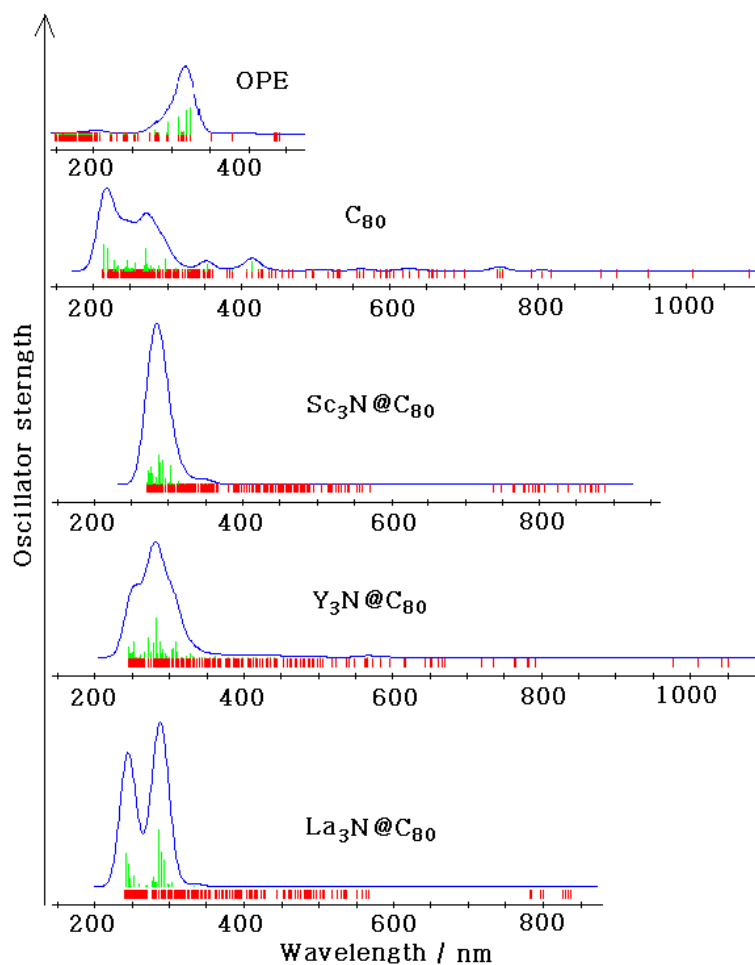 OPE
200 400
C80
200 400 600 800 1000
Sc3N@C80
200 400 600 800
Y3N@C80
200 400 600 800 1000
La3N@C80
200 400 600 800
Wavelength / nm
Oscillator sterngth